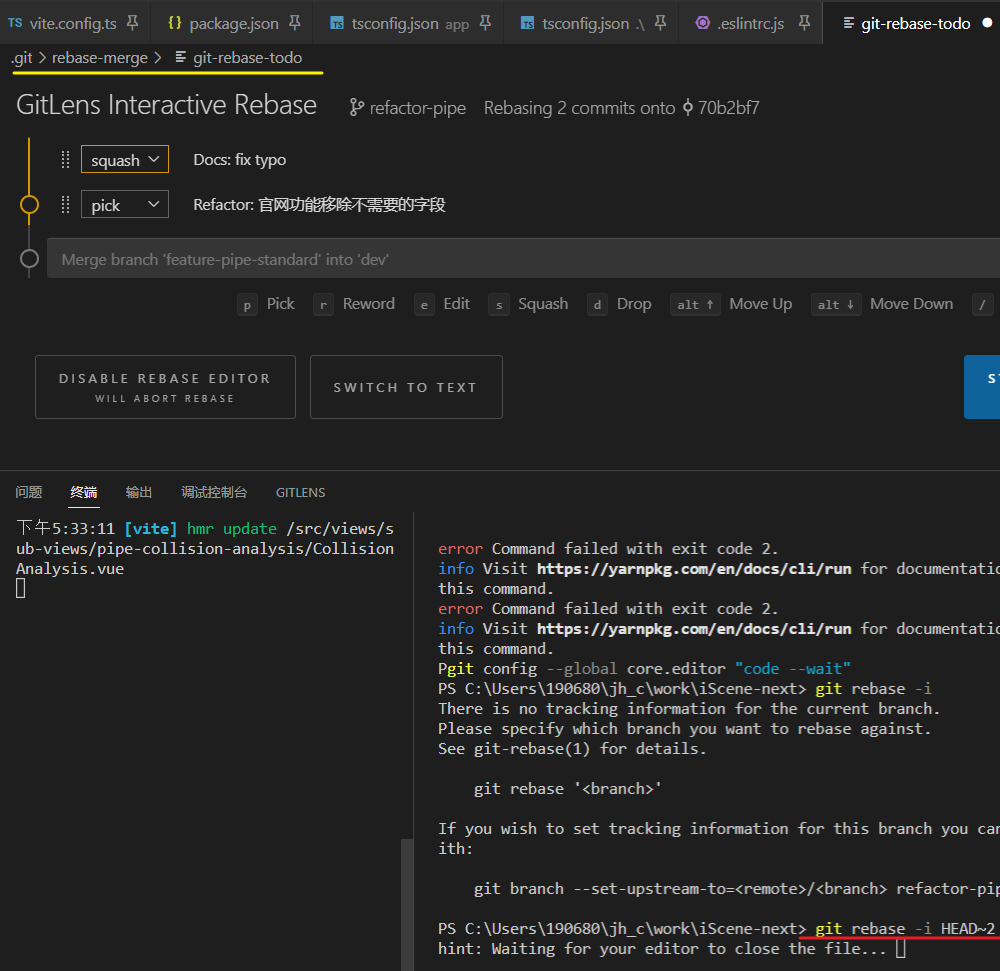 TS vite.config.ts {} package.json TS tsconfig.json app TS tsconfig.json .\ .eslintrc.js git-rebase-todo
.git > rebase-merge > git-rebase-todo
GitLens Interactive Rebase refactor-pipe Rebasing 2 commits onto 70b2bf7
squash Docs: fix typo
pick Refactor: 官网功能移除不需要的字段
Merge branch 'feature-pipe-standard' into 'dev'
p Pick r Reword e Edit s Squash d Drop alt ↑ Move Up alt ↓ Move Down /
DISABLE REBASE EDITOR
WILL ABORT REBASE
SWITCH TO TEXT
ST
问题 终端 输出 调试控制台 GITLENS
下午5:33:11 [vite] hmr update /src/views/s
ub-views/pipe-collision-analysis/Collision
Analysis.vue
error Command failed with exit code 2.
info Visit https://yarnpkg.com/en/docs/cli/run for documentatio
this command.
error Command failed with exit code 2.
info Visit https://yarnpkg.com/en/docs/cli/run for documentatio
this command.
Pgit config --global core.editor "code --wait"
PS C:\Users\190680\jh_c\work\iScene-next> git rebase -i
There is no tracking information for the current branch.
Please specify which branch you want to rebase against.
See git-rebase(1) for details.
git rebase '<branch>'
If you wish to set tracking information for this branch you can
ith:
git branch --set-upstream-to=<remote>/<branch> refactor-pip
PS C:\Users\190680\jh_c\work\iScene-next> git rebase -i HEAD~2
hint: Waiting for your editor to close the file...